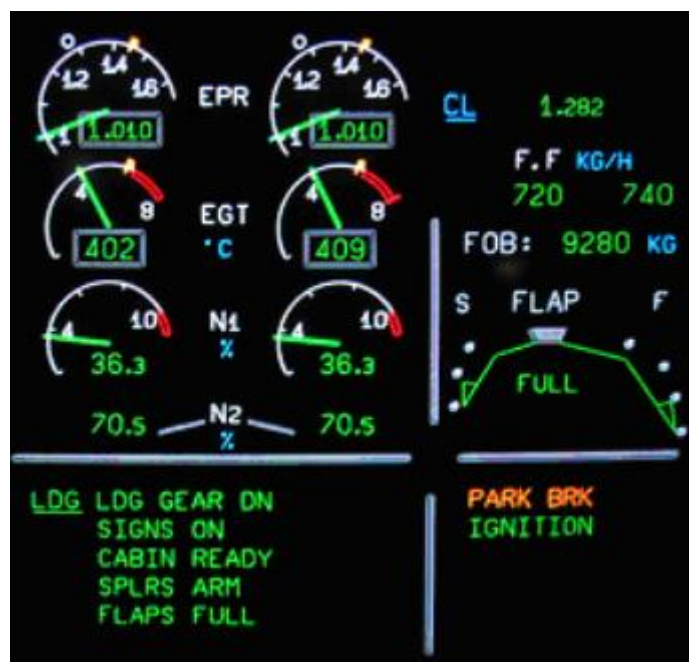 1 1.2 1.4 1.6 EPR 1 1.2 1.4 1.6
1.010 1.010
CL 1.282
F.F KG/H
720 740
4 8 EGT 4 8
402 °C 409
FOB: 9280 KG
S FLAP F
4 10 N1 4 10
36.3 % 36.3
FULL
70.5 N2 70.5
%
LDG LDG GEAR DN
SIGNS ON
CABIN READY
SPLRS ARM
FLAPS FULL
PARK BRK
IGNITION